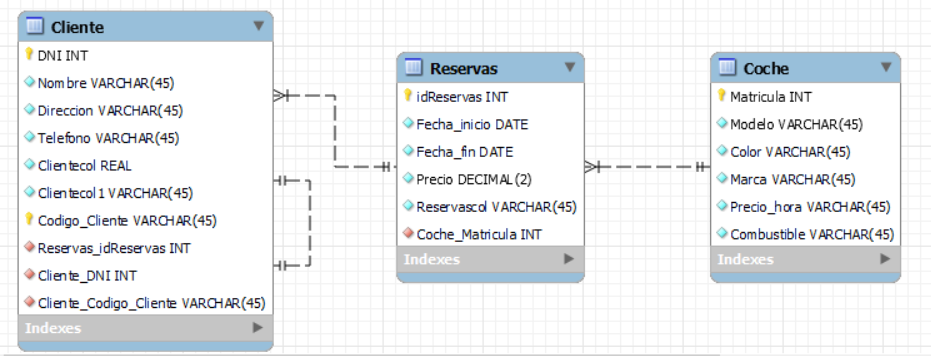 Cliente
DNI INT
Nombre VARCHAR(45)
Direccion VARCHAR(45)
Telefono VARCHAR(45)
Clientecol REAL
Clientecol1 VARCHAR(45)
Codigo_Cliente VARCHAR(45)
Reservas_idReservas INT
Cliente_DNI INT
Cliente_Codigo_Cliente VARCHAR(45)
Indexes
Reservas
idReservas INT
Fecha_inicio DATE
Fecha_fin DATE
Precio DECIMAL(2)
Reservascol VARCHAR(45)
Coche_Matricula INT
Indexes
Coche
Matricula INT
Modelo VARCHAR(45)
Color VARCHAR(45)
Marca VARCHAR(45)
Precio_hora VARCHAR(45)
Combustible VARCHAR(45)
Indexes